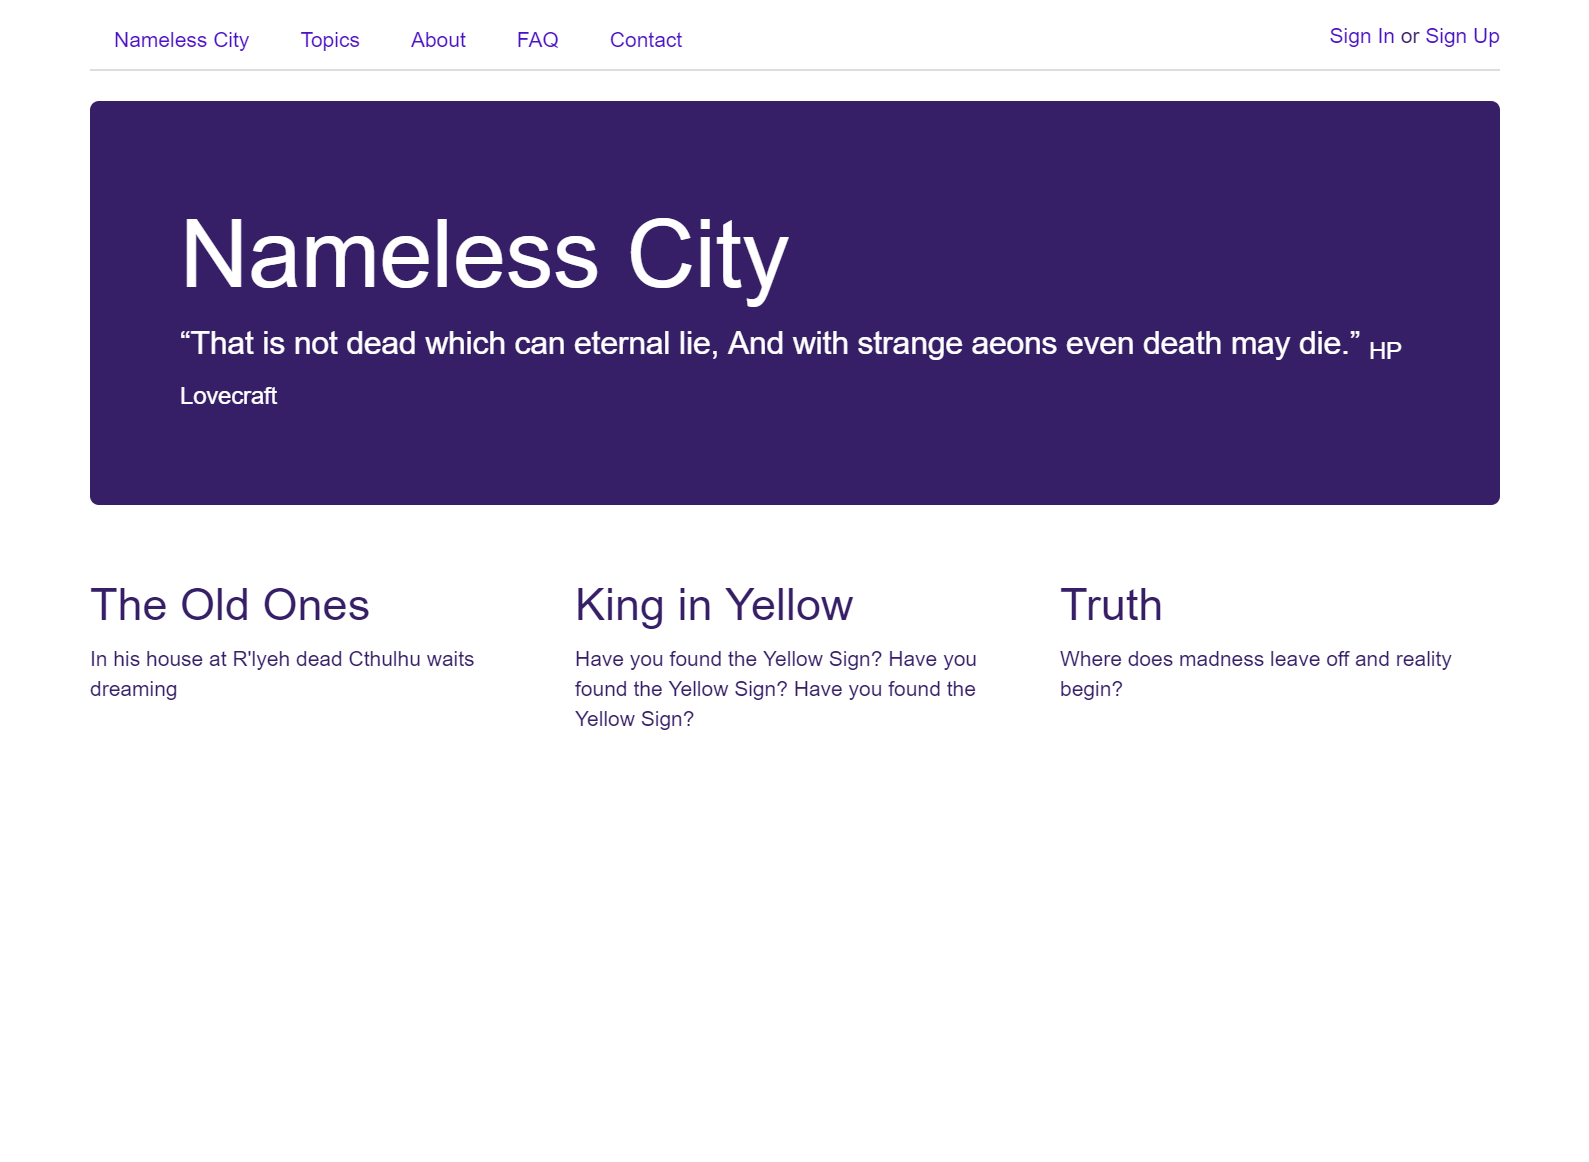 Nameless City Topics About FAQ Contact Sign In or Sign Up
Nameless City
“That is not dead which can eternal lie, And with strange aeons even death may die.” HP
Lovecraft
The Old Ones
In his house at R'lyeh dead Cthulhu waits
dreaming
King in Yellow
Have you found the Yellow Sign? Have you
found the Yellow Sign? Have you found the
Yellow Sign?
Truth
Where does madness leave off and reality
begin?